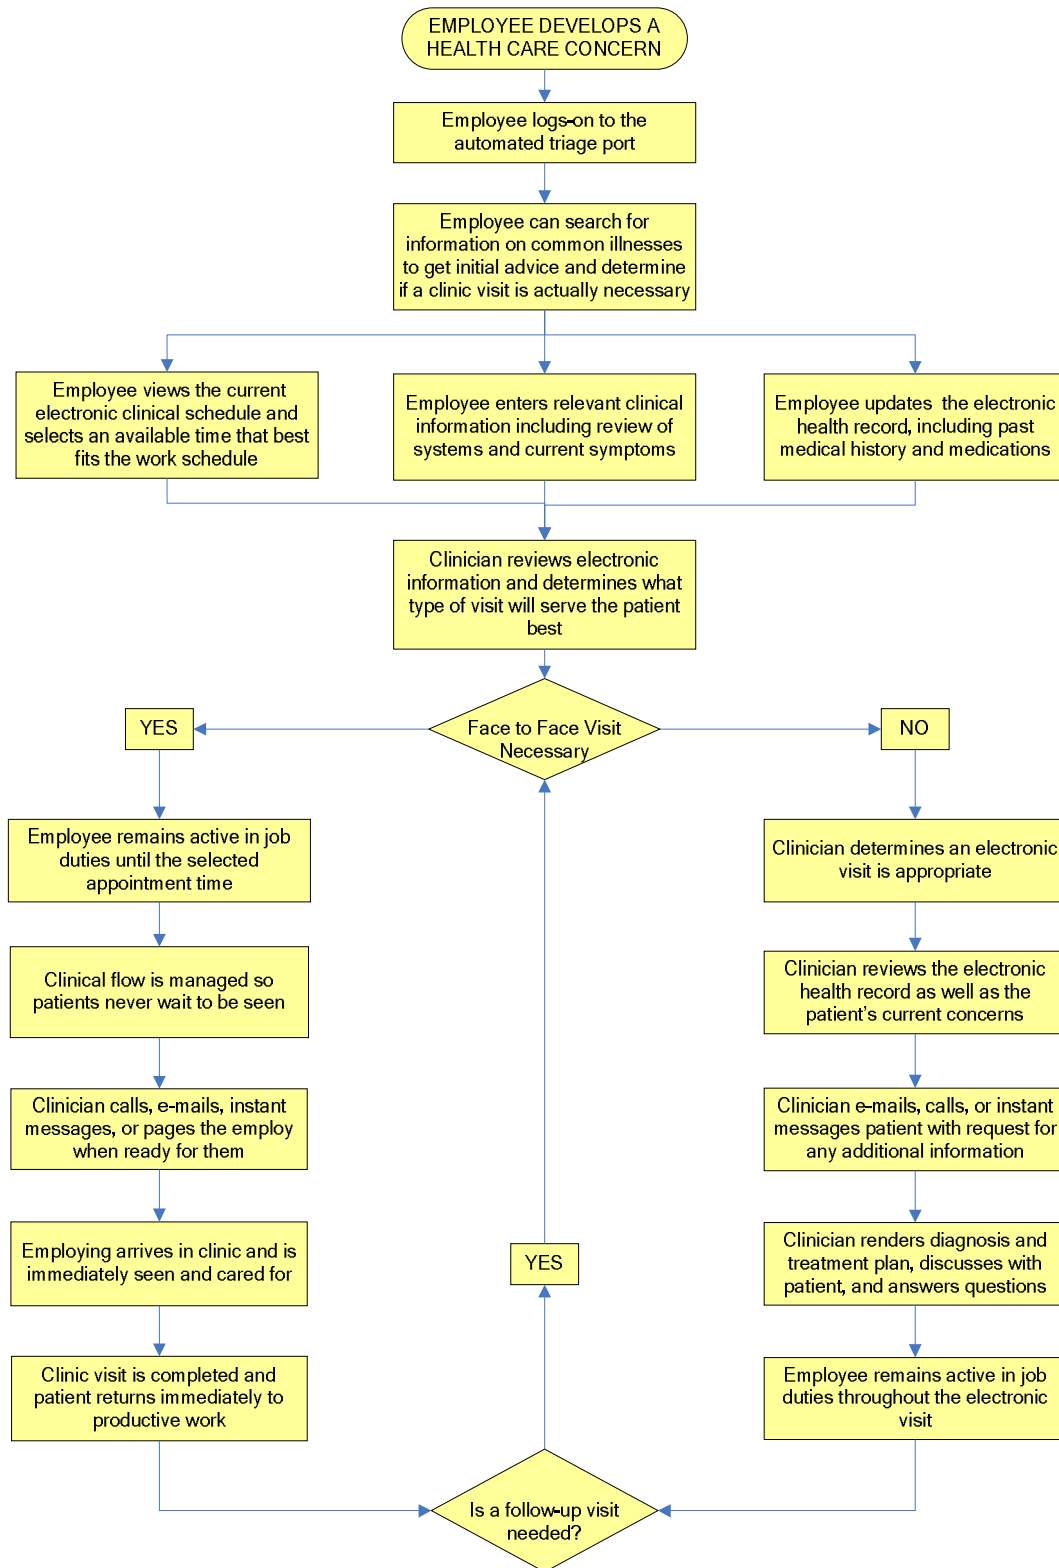 EMPLOYEE DEVELOPS A
HEALTH CARE CONCERN
Employee logs-on to the
automated triage port
Employee can search for
information on common illnesses
to get initial advice and determine
if a clinic visit is actually necessary
Employee views the current
electronic clinical schedule and
selects an available time that best
fits the work schedule
Employee enters relevant clinical
information including review of
systems and current symptoms
Employee updates the electronic
health record, including past
medical history and medications
Clinician reviews electronic
information and determines what
type of visit will serve the patient
best
Face to Face Visit
Necessary
YES
NO
Employee remains active in job
duties until the selected
appointment time
Clinical flow is managed so
patients never wait to be seen
Clinician calls, e-mails, instant
messages, or pages the employ
when ready for them
Employing arrives in clinic and is
immediately seen and cared for
Clinic visit is completed and
patient returns immediately to
productive work
YES
Clinician determines an electronic
visit is appropriate
Clinician reviews the electronic
health record as well as the
patient's current concerns
Clinician e-mails, calls, or instant
messages patient with request for
any additional information
Clinician renders diagnosis and
treatment plan, discusses with
patient, and answers questions
Employee remains active in job
duties throughout the electronic
visit
Is a follow-up visit
needed?